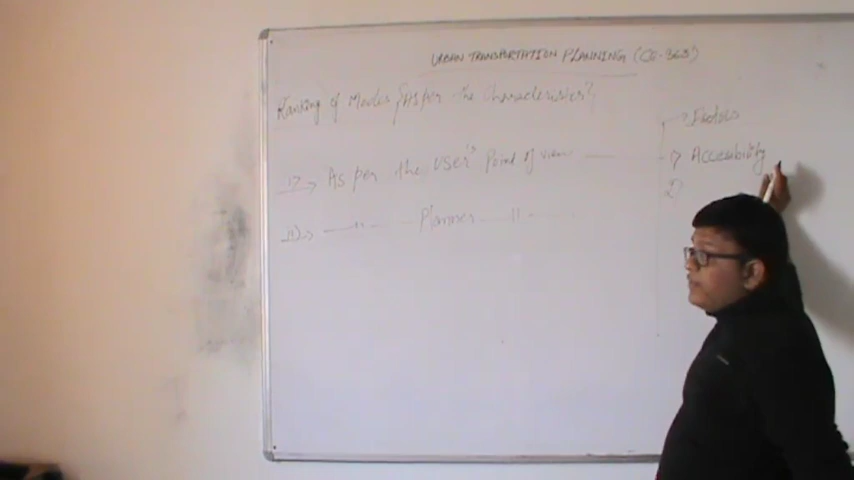 URBAN TRANSPORTATION PLANNING (CE-363)
Ranking of Modes {As per the characteristics}
i) → As per the User's Point of view
ii) → —— " —— Planner —— " ——
Factors
1) Accessibility
2)